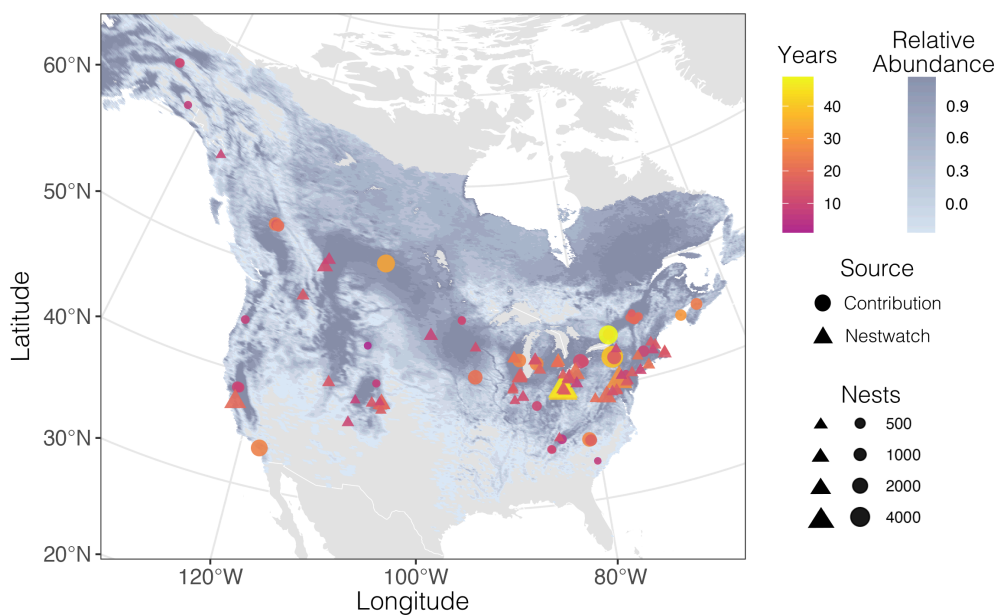 60°N
50°N
40°N
30°N
20°N
Latitude
120°W
100°W
80°W
Longitude
Years
40
30
20
10
Relative
Abundance
0.9
0.6
0.3
0.0
Source
Contribution
Nestwatch
Nests
500
1000
2000
4000